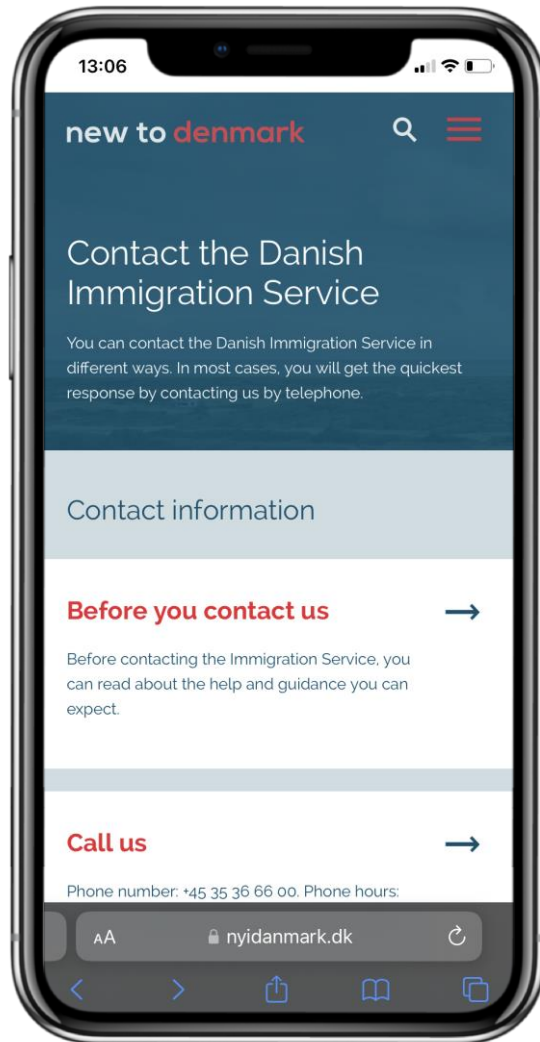 13:06
new to denmark
Contact the Danish
Immigration Service
You can contact the Danish Immigration Service in
different ways. In most cases, you will get the quickest
response by contacting us by telephone.
Contact information
Before you contact us
Before contacting the Immigration Service, you
can read about the help and guidance you can
expect.
Call us
Phone number: +45 35 36 66 00. Phone hours:
AA
nyidanmark.dk